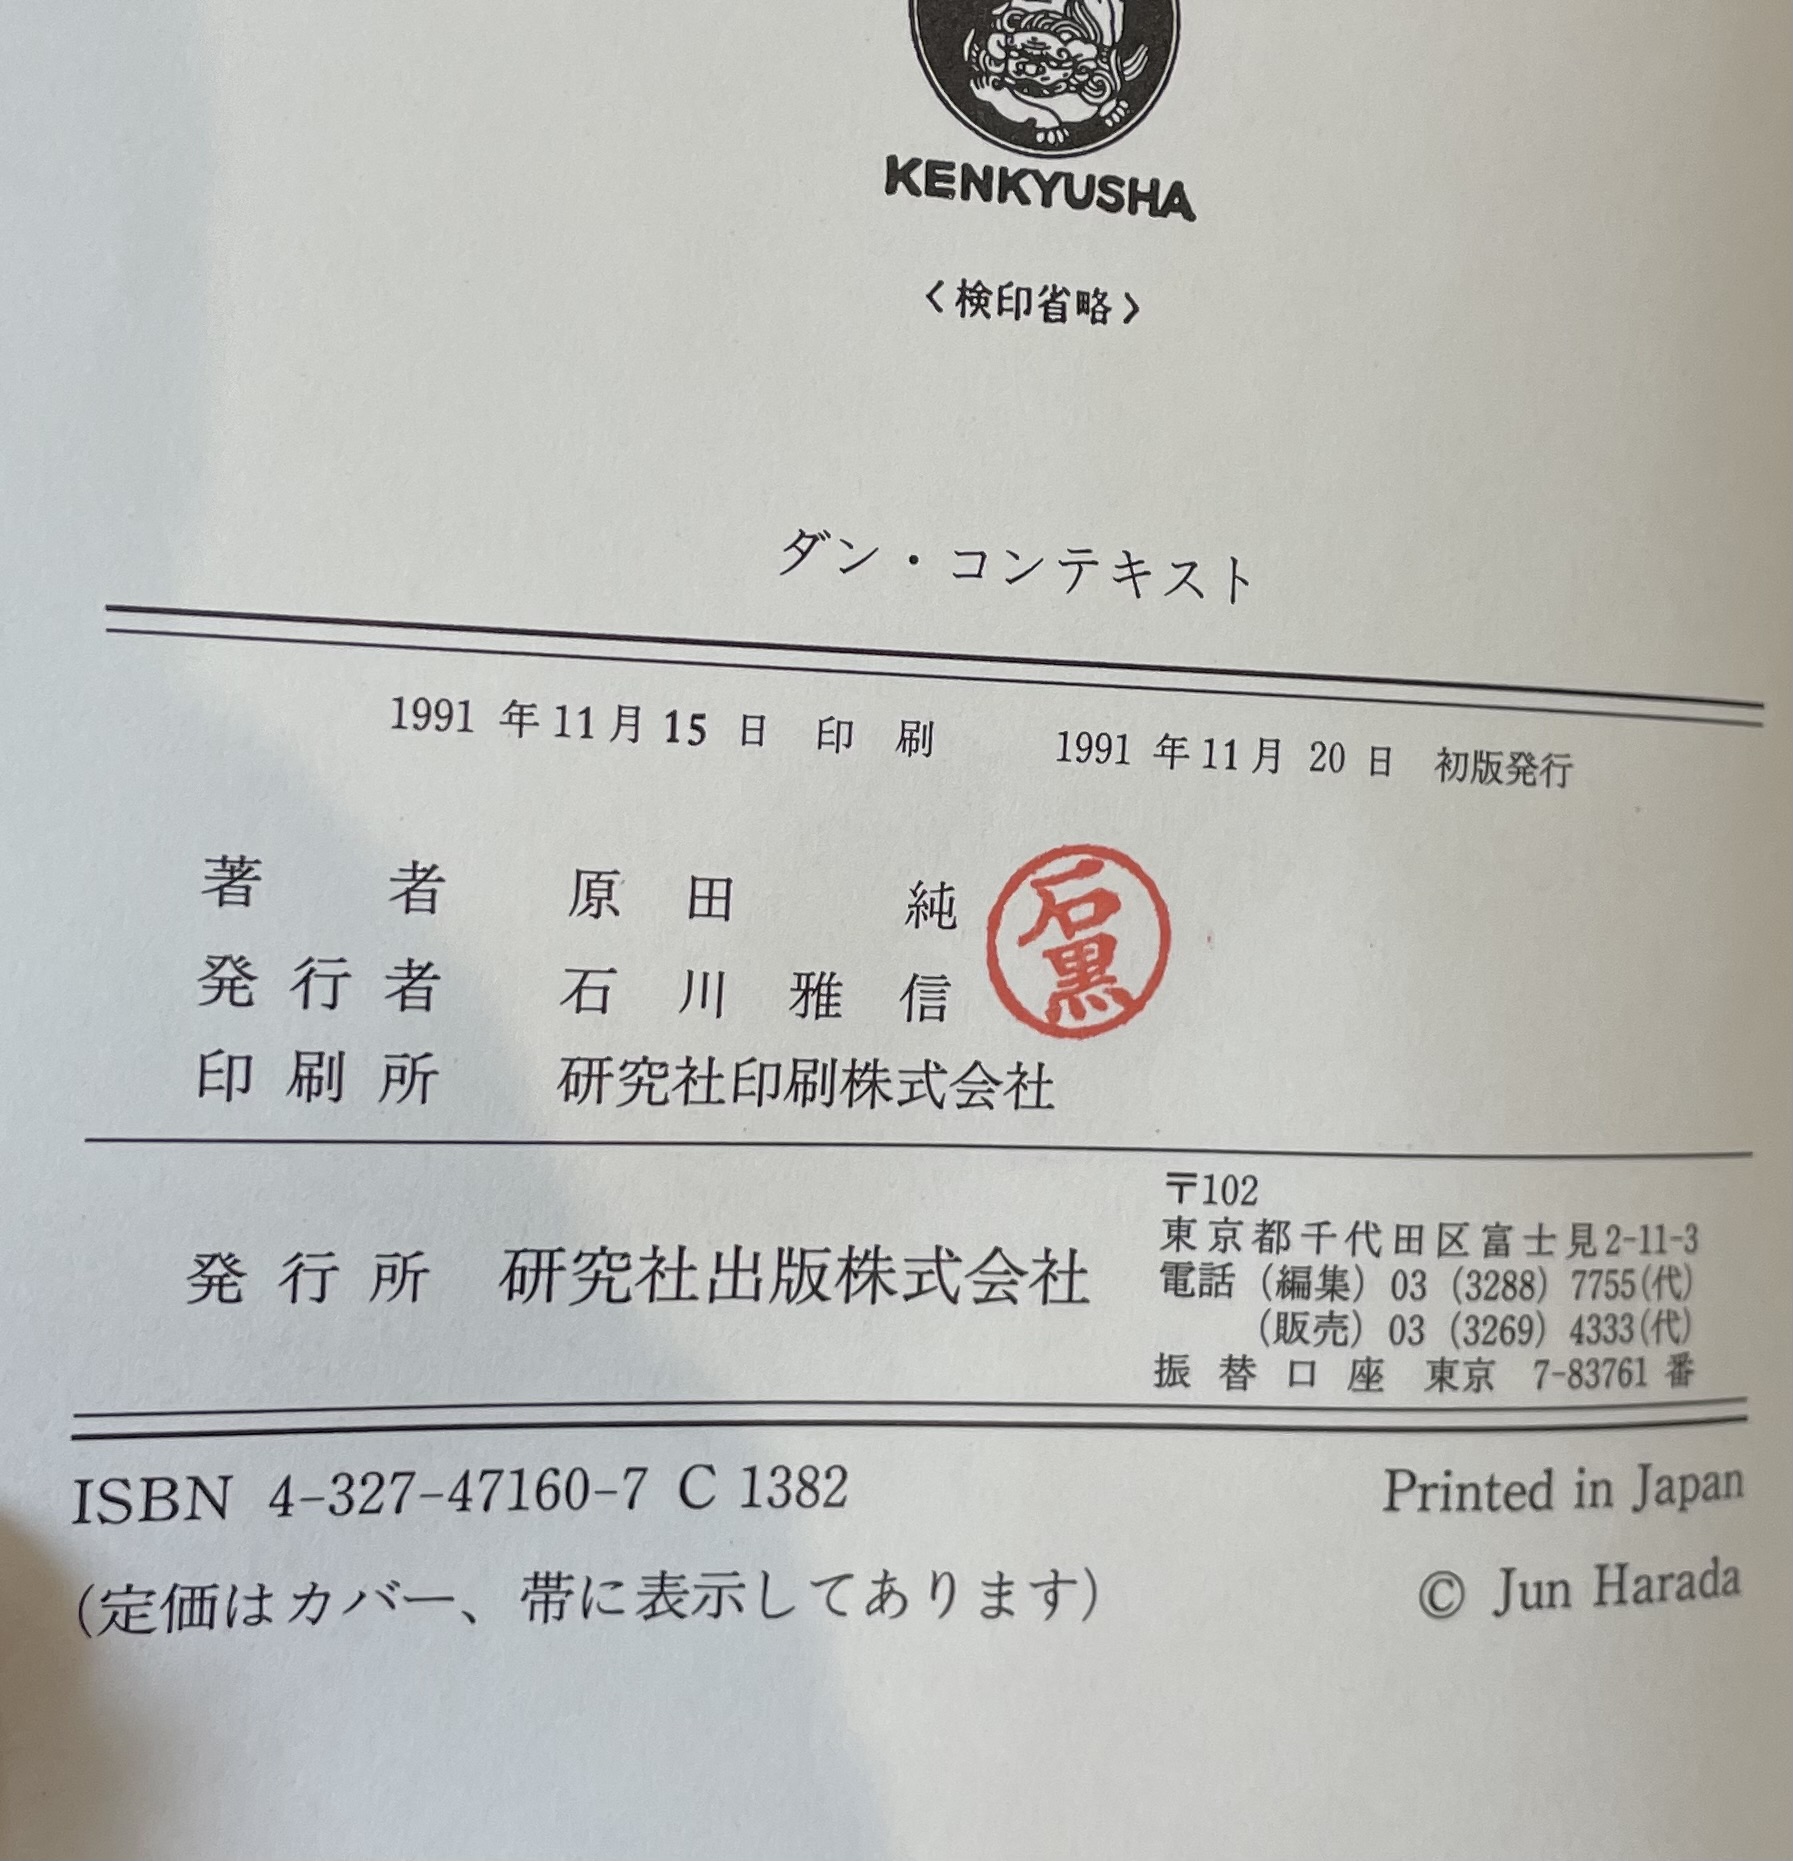 KENKYUSHA
〈検印省略〉
ダン・コンテキスト
1991 年 11 月 15 日 印 刷 1991 年 11 月 20 日 初版発行
著 者 原 田 純
石黒
発 行 者 石 川 雅 信
印 刷 所 研究社印刷株式会社
発 行 所 研究社出版株式会社
〒102
東京都千代田区富士見2-11-3
電話（編集）03（3288）7755(代)
（販売）03（3269）4333(代)
振 替 口 座 東京 7-83761 番
ISBN 4-327-47160-7 C 1382 Printed in Japan
(定価はカバー、帯に表示してあります) © Jun Harada